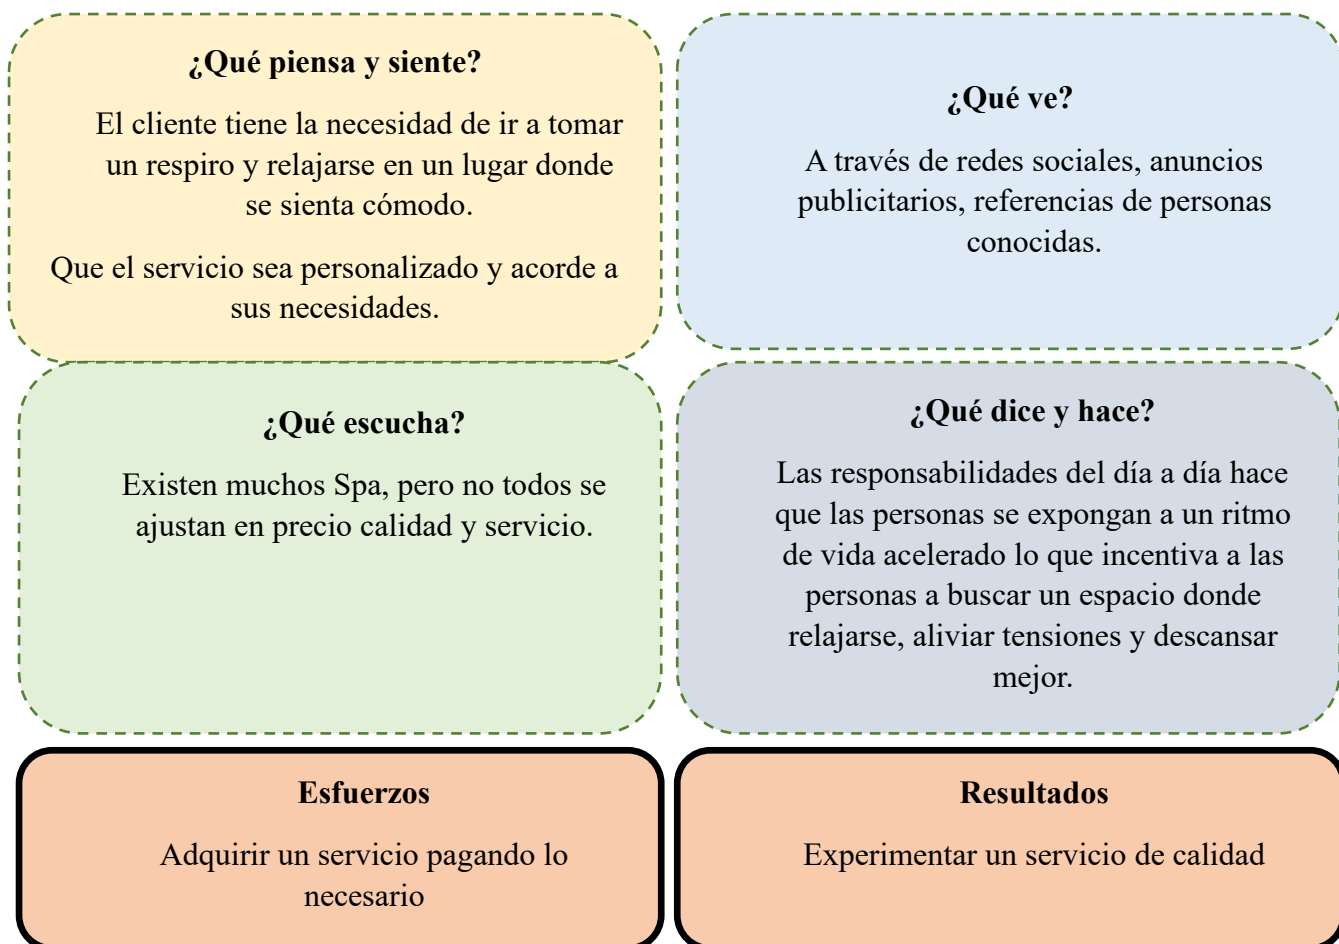 ¿Qué piensa y siente?
El cliente tiene la necesidad de ir a tomar
un respiro y relajarse en un lugar donde
se sienta cómodo.
Que el servicio sea personalizado y acorde a
sus necesidades.
¿Qué ve?
A través de redes sociales, anuncios
publicitarios, referencias de personas
conocidas.
¿Qué escucha?
Existen muchos Spa, pero no todos se
ajustan en precio calidad y servicio.
¿Qué dice y hace?
Las responsabilidades del día a día hace
que las personas se expongan a un ritmo
de vida acelerado lo que incentiva a las
personas a buscar un espacio donde
relajarse, aliviar tensiones y descansar
mejor.
Esfuerzos
Adquirir un servicio pagando lo
necesario
Resultados
Experimentar un servicio de calidad